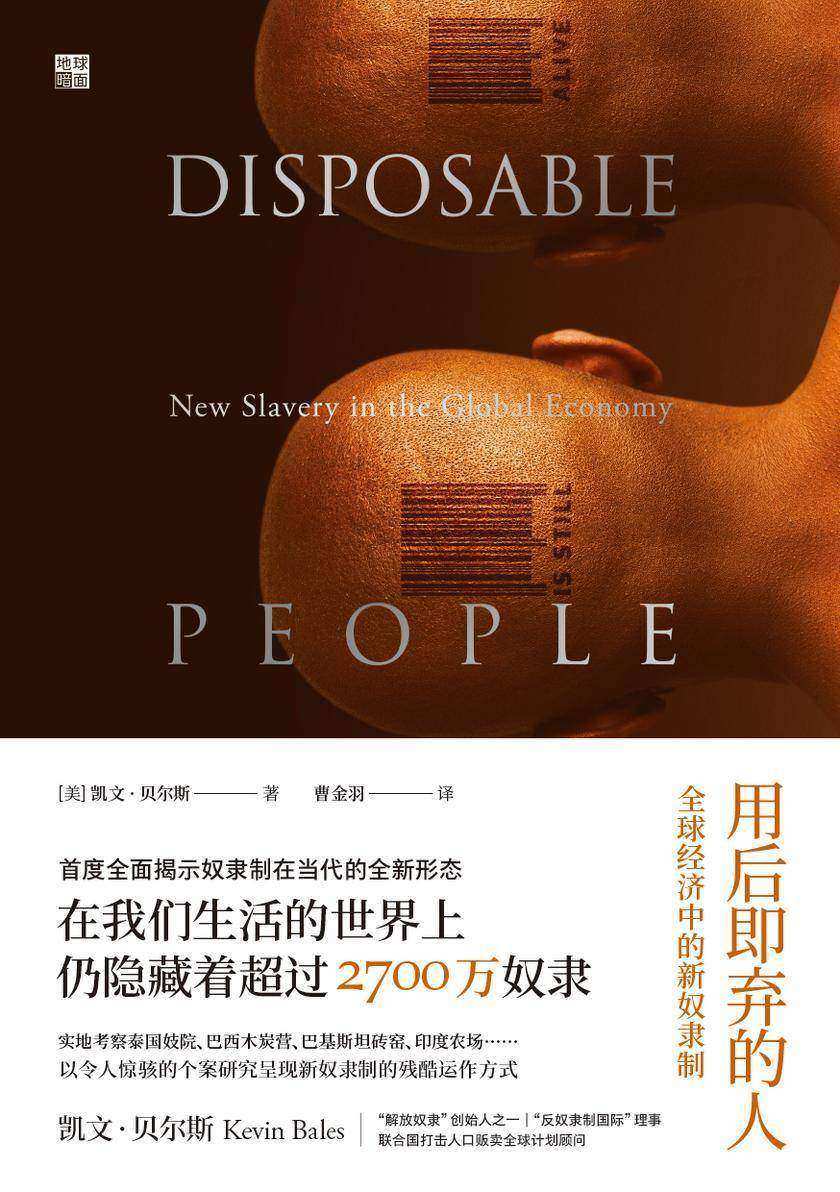 地球
暗面
ALIVE
DISPOSABLE
New Slavery in the Global Economy
IS STILL
PEOPLE
[美] 凯文·贝尔斯——著 曹金羽——译
用后即弃的人
全球经济中的新奴隶制
首度全面揭示奴隶制在当代的全新形态
在我们生活的世界上
仍隐藏着超过2700万奴隶
实地考察泰国妓院、巴西木炭营、巴基斯坦砖窑、印度农场……
以令人惊骇的个案研究呈现新奴隶制的残酷运作方式
凯文·贝尔斯 Kevin Bales
“解放奴隶”创始人之一|“反奴隶制国际”理事
联合国打击人口贩卖全球计划顾问